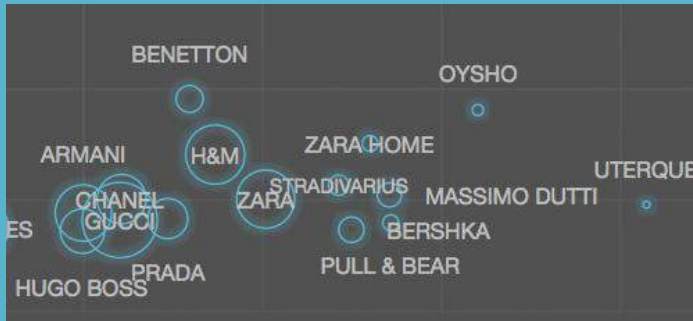 BENETTON
OYSHO
ARMANI
H&M
ZARA HOME
UTERQUE
CHANEL
ZARA
STRADIVARIUS
MASSIMO DUTTI
GUCCI
ES
BERSHKA
PRADA
PULL & BEAR
HUGO BOSS